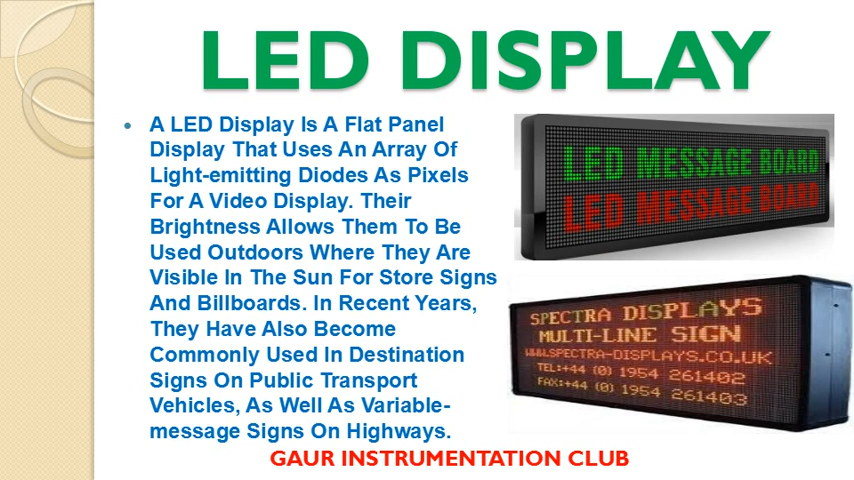 LED DISPLAY
• A LED Display Is A Flat Panel
Display That Uses An Array Of
Light-emitting Diodes As Pixels
For A Video Display. Their
Brightness Allows Them To Be
Used Outdoors Where They Are
Visible In The Sun For Store Signs
And Billboards. In Recent Years,
They Have Also Become
Commonly Used In Destination
Signs On Public Transport
Vehicles, As Well As Variable-
message Signs On Highways.
LED MESSAGE BOARD
LED MESSAGE BOARD
SPECTRA DISPLAYS
MULTI-LINE SIGN
WWW.SPECTRA-DISPLAYS.CO.UK
TEL:+44 (0) 1954 261402
FAX:+44 (0) 1954 261403
GAUR INSTRUMENTATION CLUB